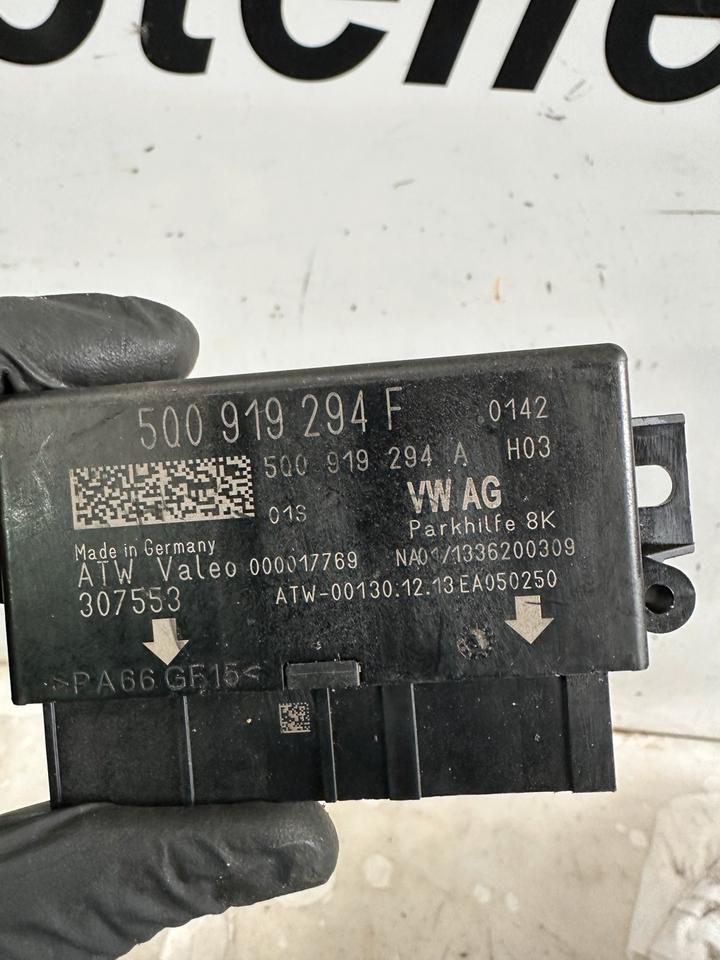 5Q0 919 294 F 0142
5Q0 919 294 A H03
01S VW AG
Parkhilfe 8K
Made in Germany
ATW Valeo 000017769 NA01/1336200309
307553 ATW-00130.12.13 EA050250
>PA66 GF15<